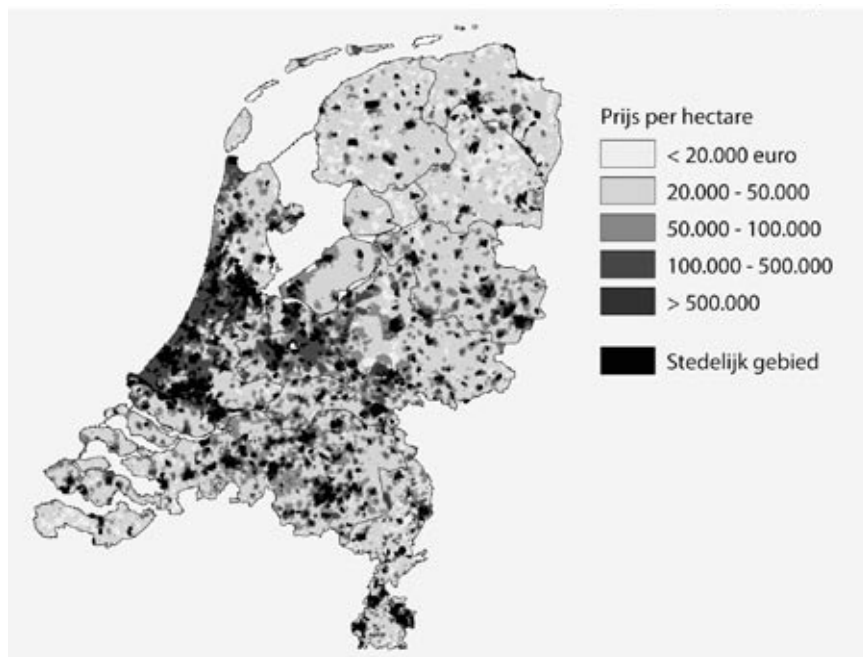 Prijs per hectare
< 20.000 euro
20.000 - 50.000
50.000 - 100.000
100.000 - 500.000
> 500.000
Stedelijk gebied